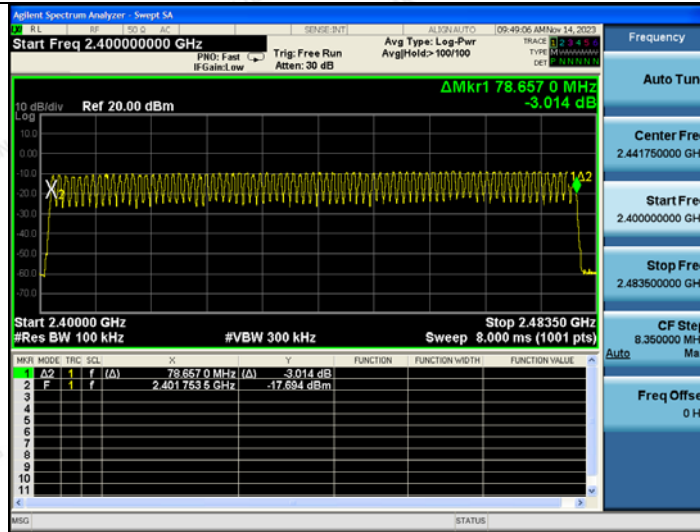 Agilent Spectrum Analyzer - Swept SA
RL RF 50 Ω AC SENSE:INT ALIGN AUTO 09:49:06 AM Nov 14, 2023
Start Freq 2.400000000 GHz
PNO: Fast
IFGain:Low
Trig: Free Run
Atten: 30 dB
Avg Type: Log-Pwr
Avg|Hold:>100/100
TRACE 1 2 3 4 5 6
TYPE M
DET P N N N N N
ΔMkr1 78.657 0 MHz
-3.014 dB
10 dB/div Ref 20.00 dBm
Log
10.0
0.00
-10.0
-20.0
-30.0
-40.0
-50.0
-60.0
-70.0
2
1Δ2
Start 2.40000 GHz Stop 2.48350 GHz
#Res BW 100 kHz #VBW 300 kHz Sweep 8.000 ms (1001 pts)
MKR MODE TRC SCL X Y FUNCTION FUNCTION WIDTH FUNCTION VALUE
1 Δ2 1 f (Δ) 78.657 0 MHz (Δ) -3.014 dB
2 F 1 f 2.401 753 5 GHz -17.694 dBm
3
4
5
6
7
8
9
10
11
MSG STATUS
Frequency
Auto Tun
Center Fre
2.441750000 GH
Start Fre
2.400000000 GH
Stop Fre
2.483500000 GH
CF Step
8.350000 MH
Auto Ma
Freq Offse
0 H